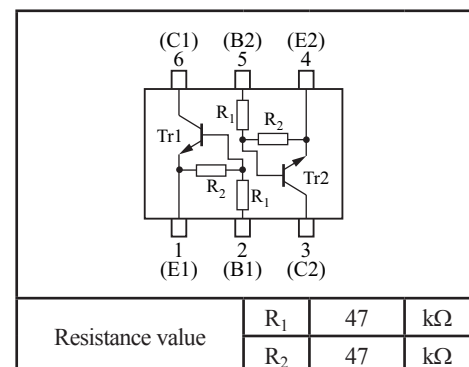 (C1) (B2) (E2)
6 5 4
R₁
R₂
Tr1
Tr2
R₂
R₁
1 2 3
(E1) (B1) (C2)
Resistance value
R₁ 47 kΩ
R₂ 47 kΩ